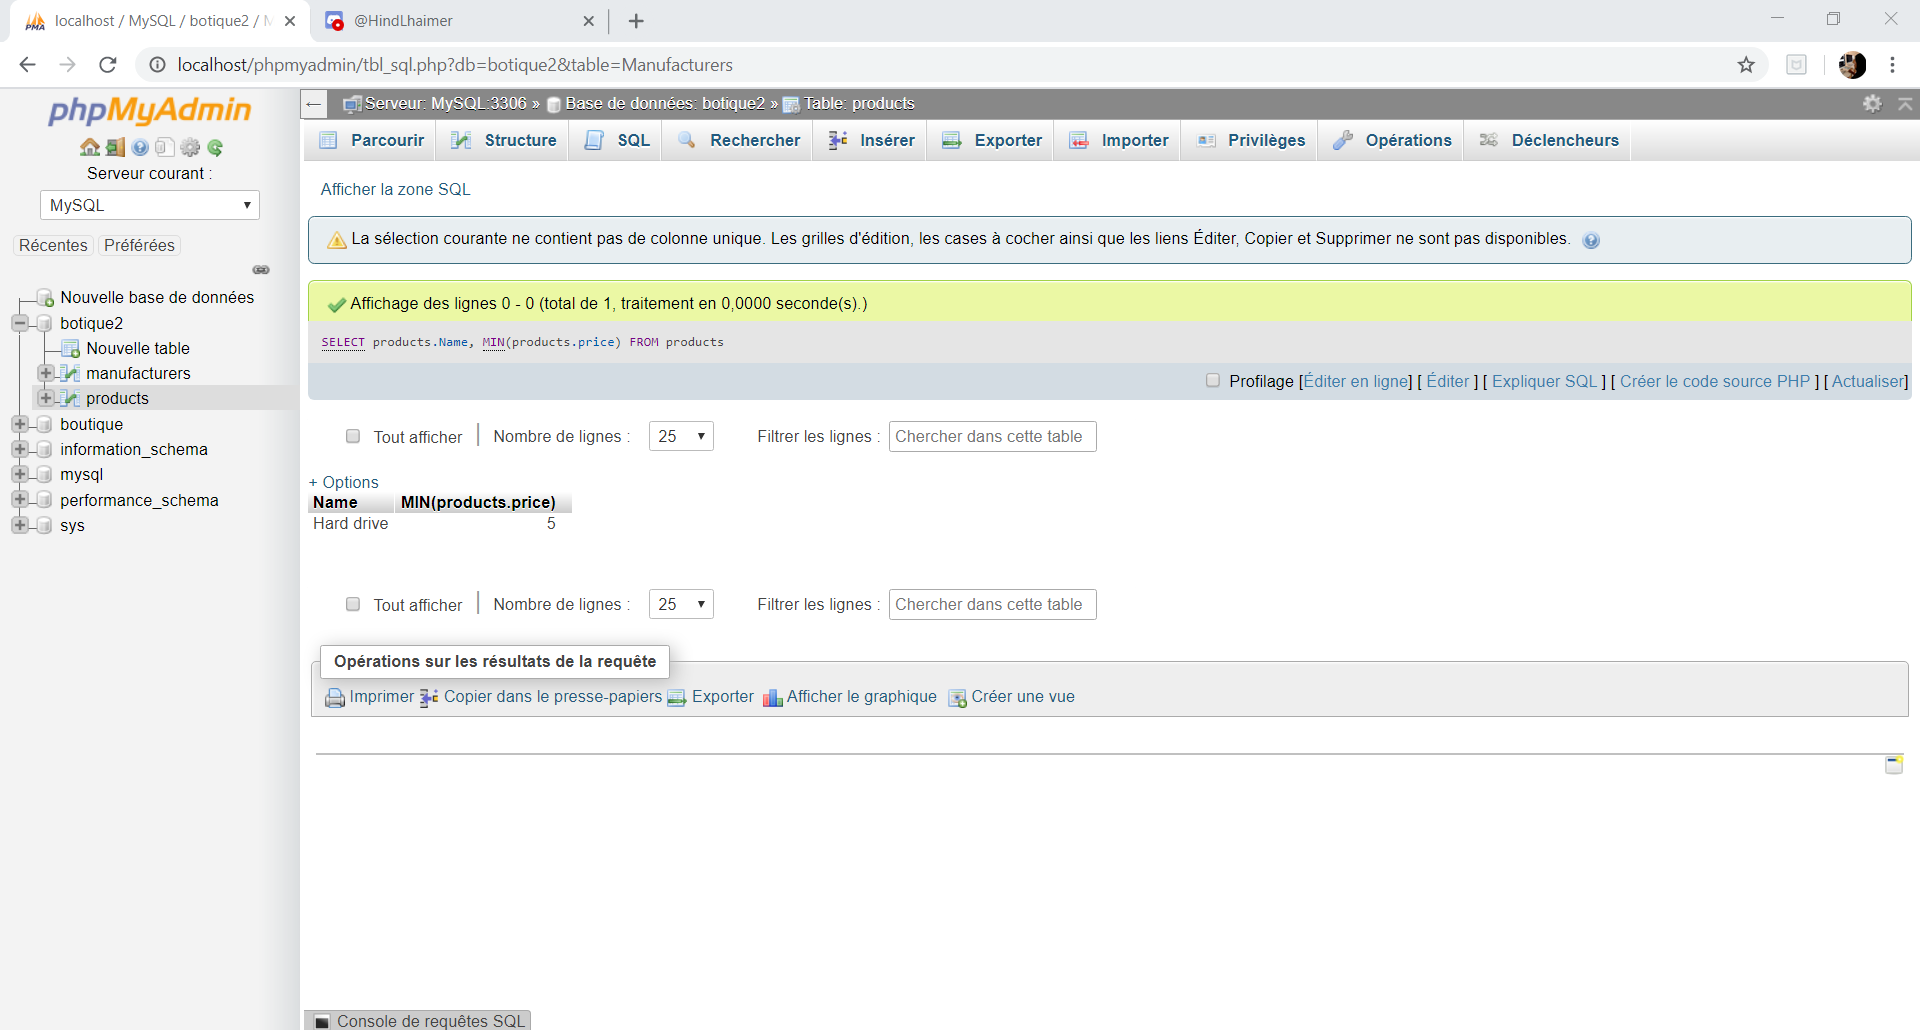 localhost / MySQL / botique2 / M
@HindLhaimer
localhost/phpmyadmin/tbl_sql.php?db=botique2&table=Manufacturers
phpMyAdmin
Serveur courant :
MySQL
Récentes Préférées
Nouvelle base de données
botique2
Nouvelle table
manufacturers
products
boutique
information_schema
mysql
performance_schema
sys
Serveur: MySQL:3306 » Base de données: botique2 » Table: products
Parcourir Structure SQL Rechercher Insérer Exporter Importer Privilèges Opérations Déclencheurs
Afficher la zone SQL
La sélection courante ne contient pas de colonne unique. Les grilles d'édition, les cases à cocher ainsi que les liens Éditer, Copier et Supprimer ne sont pas disponibles.
Affichage des lignes 0 - 0 (total de 1, traitement en 0,0000 seconde(s).)
SELECT products.Name, MIN(products.price) FROM products
Profilage [Éditer en ligne] [ Éditer ] [ Expliquer SQL ] [ Créer le code source PHP ] [ Actualiser]
Tout afficher | Nombre de lignes : 25 Filtrer les lignes : Chercher dans cette table
+ Options
Name MIN(products.price)
Hard drive 5
Tout afficher | Nombre de lignes : 25 Filtrer les lignes : Chercher dans cette table
Opérations sur les résultats de la requête
Imprimer Copier dans le presse-papiers Exporter Afficher le graphique Créer une vue
Console de requêtes SQL